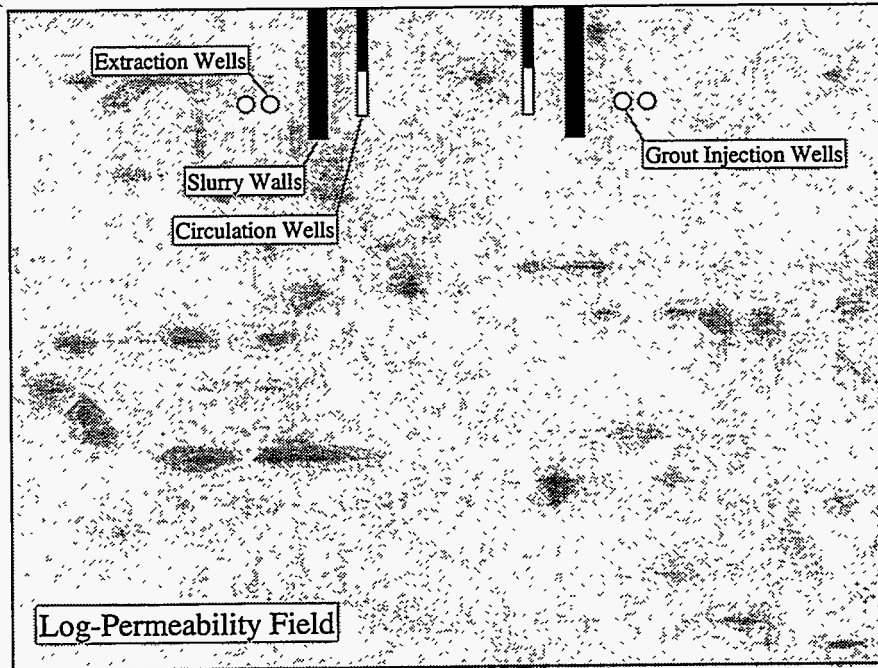 Extraction Wells
Slurry Walls
Grout Injection Wells
Circulation Wells
Log-Permeability Field